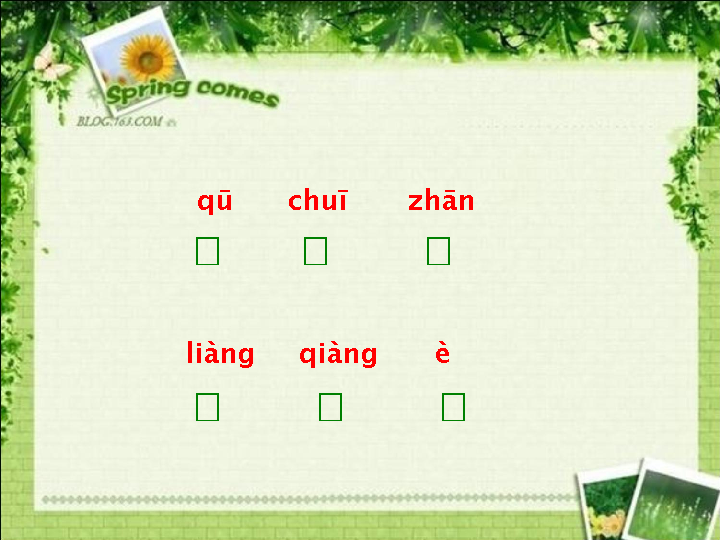 Spring comes
BLOG.163.COM
qū chuī zhān
□ □ □
liàng qiàng è
□ □ □